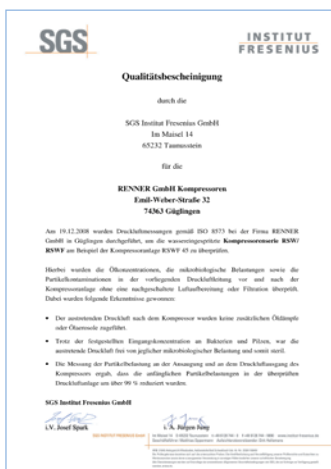 SGS
INSTITUT
FRESENIUS
Qualitätsbescheinigung
durch die
SGS Institut Fresenius GmbH
Im Maisel 14
65232 Taunusstein
für die
RENNER GmbH Kompressoren
Emil-Weber-Straße 32
74363 Güglingen
Am 19.12.2008 wurden Druckluftmessungen gemäß ISO 8573 bei der Firma RENNER
GmbH in Güglingen durchgeführt, um die wassereingespritzte Kompressorenserie RSW/
RSWF am Beispiel der Kompressoranlage RSWF 45 zu überprüfen.
Hierbei wurden die Ölkonzentrationen, die mikrobiologische Belastungen sowie die
Partikelkontaminationen in der vorliegenden Druckluftleitung vor und nach der
Kompressoranlage ohne eine nachgeschaltete Luftaufbereitung oder Filtration überprüft.
Dabei wurden folgende Erkenntnisse gewonnen:
• Der austretenden Druckluft nach dem Kompressor wurden keine zusätzlichen Öldämpfe
oder Ölaerosole zugeführt.
• Trotz der festgestellten Eingangskonzentration an Bakterien und Pilzen, war die
austretende Druckluft frei von jeglicher mikrobiologischer Belastung und somit steril.
• Die Messung der Partikelbelastung an der Ansaugung und an dem Druckluftausgang des
Kompressors ergab, dass die anfänglichen Partikelbelastungen in der überprüften
Druckluftanlage um über 99 % reduziert wurden.
SGS Institut Fresenius GmbH
i.V. Josef Spark
i. A. Jürgen Jung